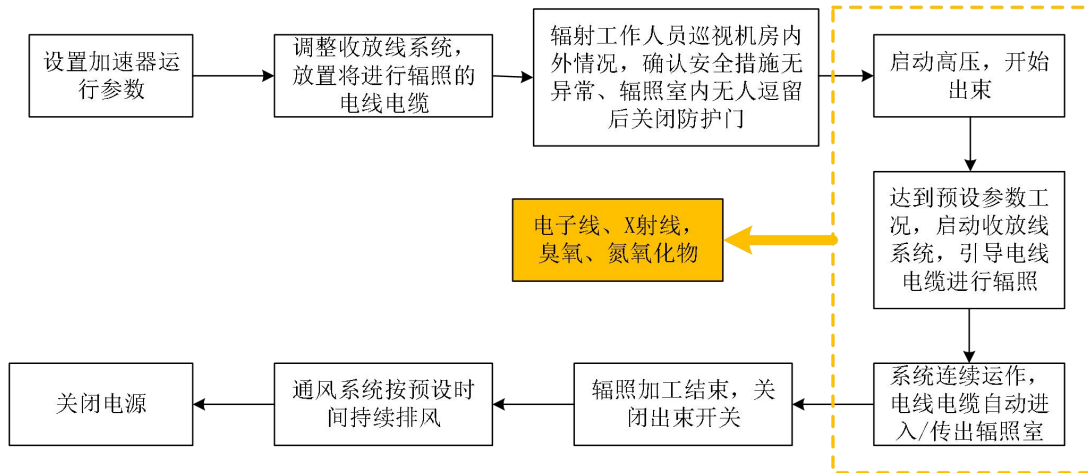 设置加速器运
行参数
调整收放线系统，
放置将进行辐照的
电线电缆
辐射工作人员巡视机房内
外情况，确认安全措施无
异常、辐照室内无人逗留
后关闭防护门
启动高压，开始
出束
达到预设参数工
况，启动收放线
系统，引导电线
电缆进行辐照
电子线、X射线，
臭氧、氮氧化物
系统连续运作，
电线电缆自动进
入/传出辐照室
辐照加工结束，关
闭出束开关
通风系统按预设时
间持续排风
关闭电源